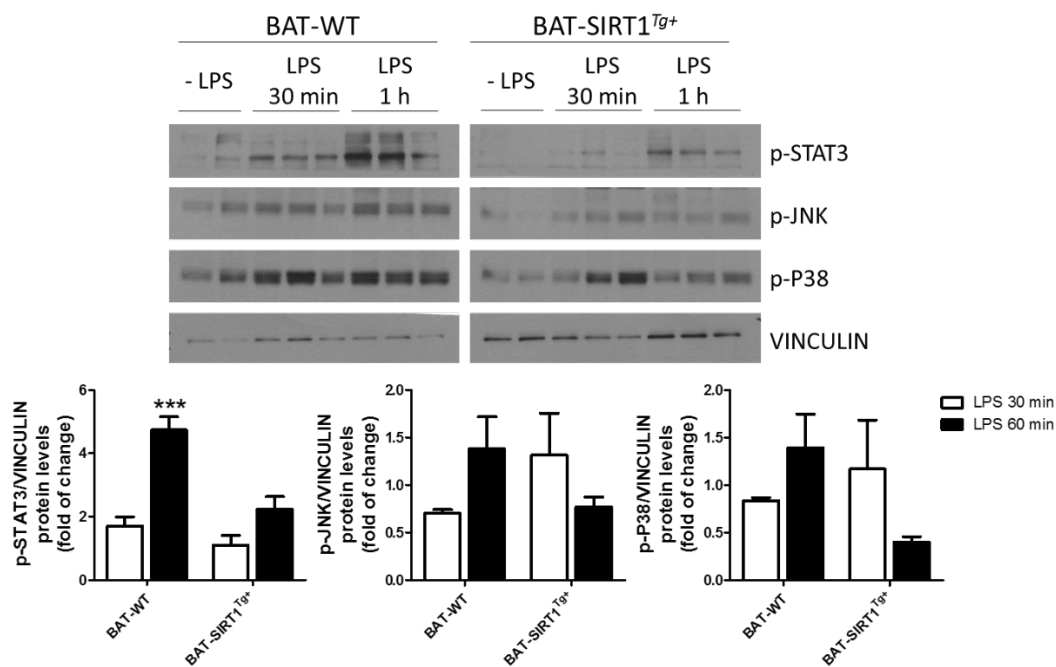 BAT-WT BAT-SIRT1Tg+
- LPS LPS 30 min LPS 1 h - LPS LPS 30 min LPS 1 h
p-STAT3
p-JNK
p-P38
VINCULIN
p-ST AT3/VINCULIN
protein levels
(fold of change)
6
4
2
0
***
BAT-WT
BAT-SIRT1Tg+
p-JNK/VINCULIN
protein levels
(fold of change)
2.0
1.5
1.0
0.5
0.0
BAT-WT
BAT-SIRT1Tg+
p-P38/VINCULIN
protein levels
(fold of change)
2.0
1.5
1.0
0.5
0.0
BAT-WT
BAT-SIRT1Tg+
LPS 30 min
LPS 60 min